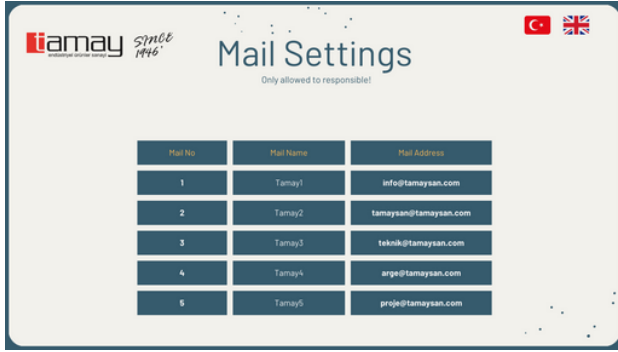 tamay
endüstriyel ürünler sanayi
SINCE
1946
Mail Settings
Only allowed to responsible!
Mail No Mail Name Mail Address
1 Tamay1 info@tamaysan.com
2 Tamay2 tamaysan@tamaysan.com
3 Tamay3 teknik@tamaysan.com
4 Tamay4 arge@tamaysan.com
5 Tamay5 proje@tamaysan.com